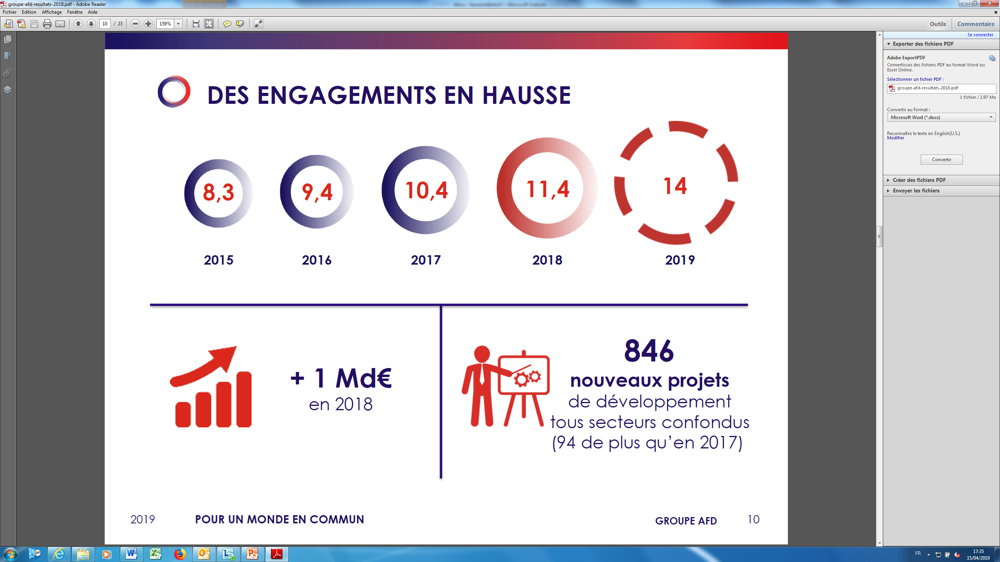 groupe-afd-resultats-2018.pdf - Adobe Reader
Fichier Edition Affichage Fenêtre Aide
10 / 23 159%
Outils Commentaire
Se connecter
Exporter des fichiers PDF
Adobe ExportPDF
Convertissez des fichiers PDF au format Word ou
Excel Online.
Sélectionner un fichier PDF :
groupe-afd-resultats-2018.pdf
1 fichier / 2.97 Mo
Convertir au format :
Microsoft Word (*.docx)
Reconnaître le texte en English(U.S.)
Modifier
Convertir
Créer des fichiers PDF
Envoyer les fichiers
DES ENGAGEMENTS EN HAUSSE
8,3 9,4 10,4 11,4 14
2015 2016 2017 2018 2019
+ 1 Md€
en 2018
846
nouveaux projets
de développement
tous secteurs confondus
(94 de plus qu’en 2017)
2019 POUR UN MONDE EN COMMUN GROUPE AFD 10
FR 17:35
15/04/2019